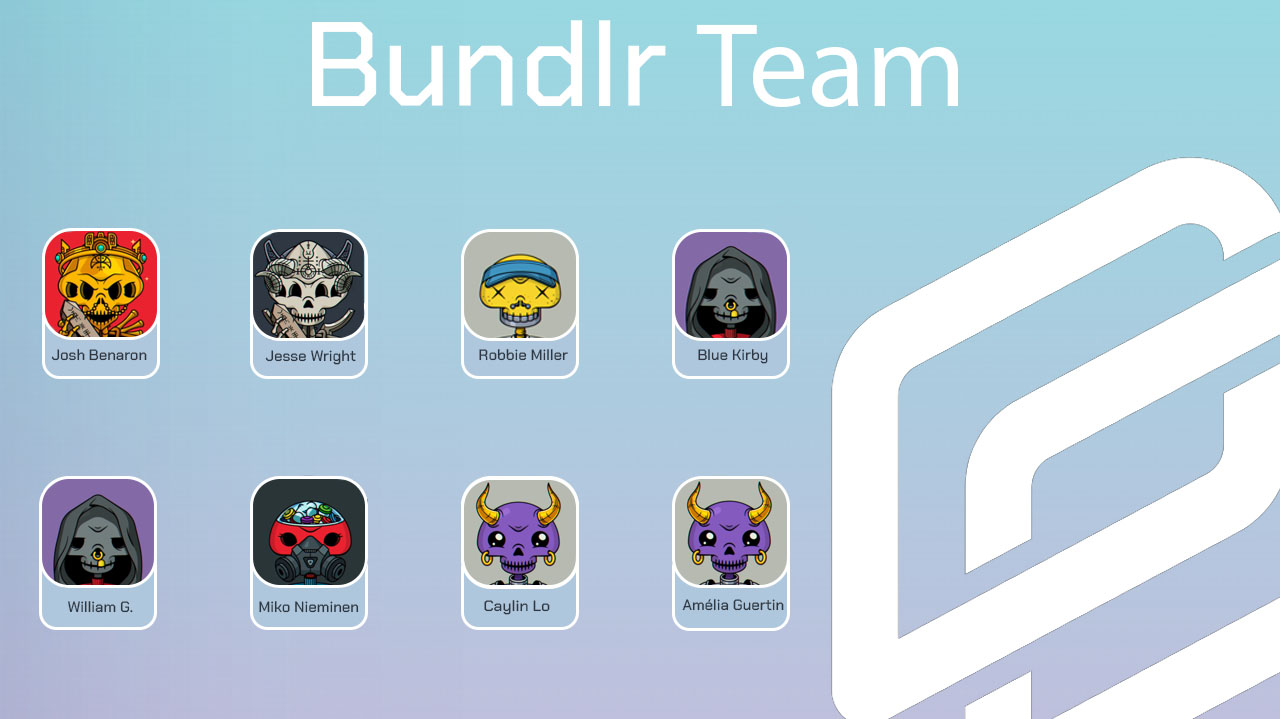 Bundlr Team
Josh Benaron
Jesse Wright
Robbie Miller
Blue Kirby
William G.
Miko Nieminen
Caylin Lo
Amélia Guertin